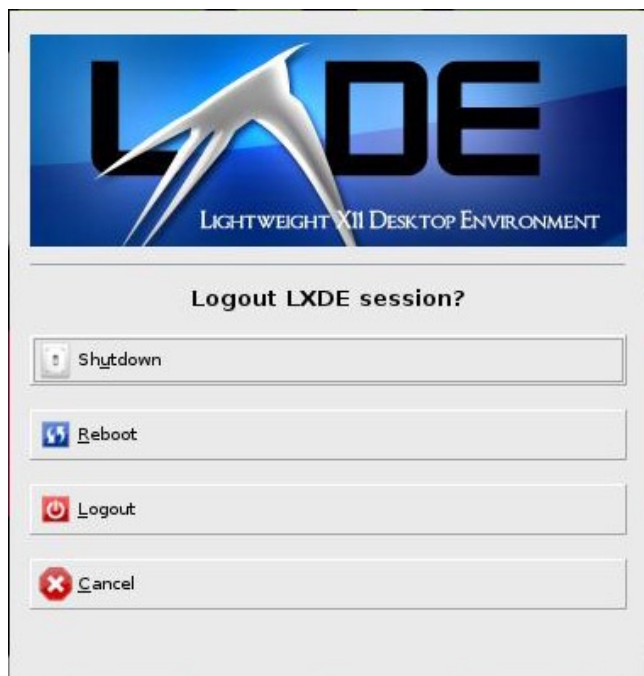 LXDE
LIGHTWEIGHT X11 DESKTOP ENVIRONMENT
Logout LXDE session?
Shutdown
Reboot
Logout
Cancel